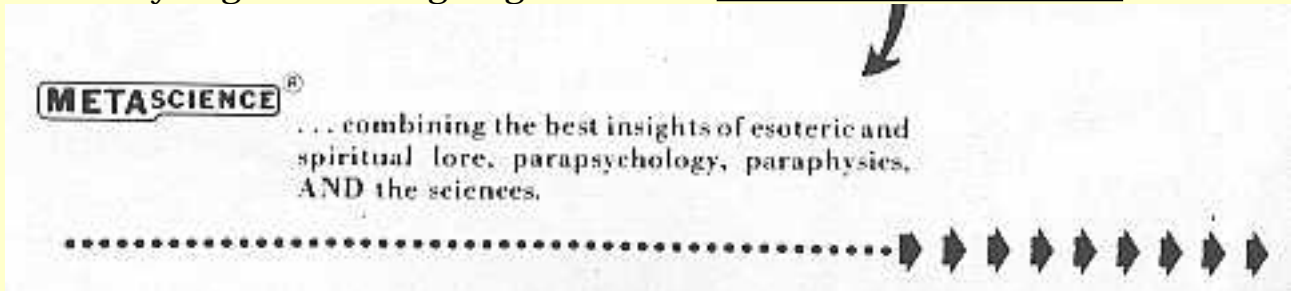 METASCIENCE®
... combining the best insights of esoteric and
spiritual lore, parapsychology, paraphysics,
AND the sciences.